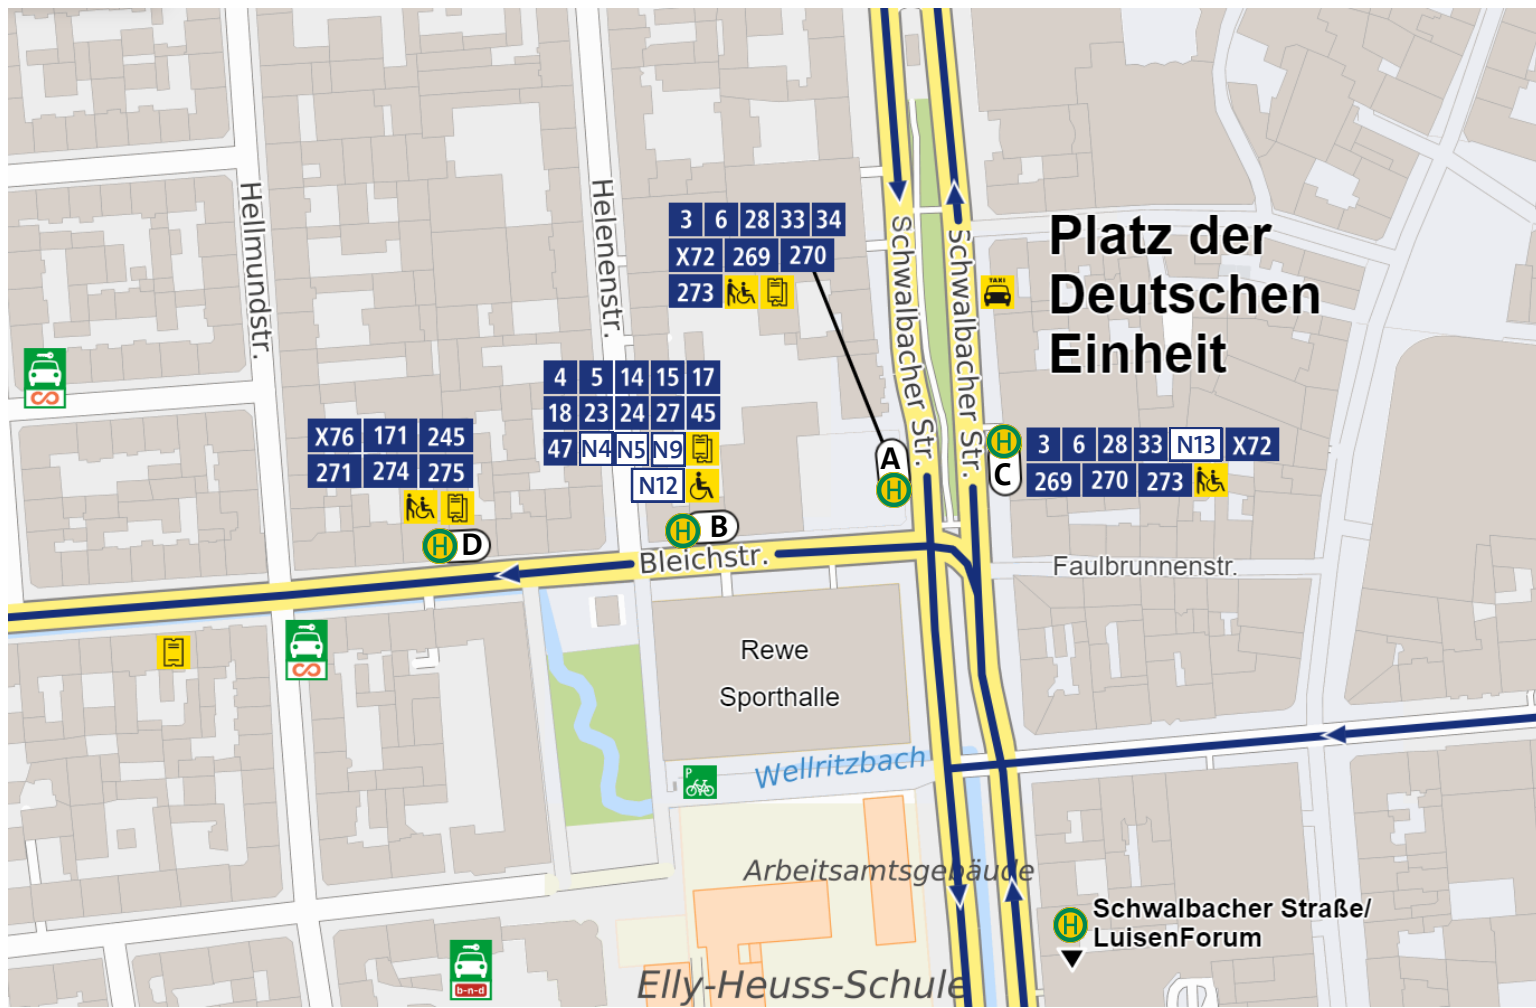 Hellmundstr.
Helenenstr.
3 6 28 33 34
X72 269 270
273
Schwalbacher Str.
Schwalbacher Str.
TAXI
Platz der
Deutschen
Einheit
4 5 14 15 17
18 23 24 27 45
47 N4 N5 N9
N12
X76 171 245
271 274 275
A
H
H
C
3 6 28 33 N13 X72
269 270 273
H B
H D
Bleichstr.
Faulbrunnenstr.
Rewe
Sporthalle
Wellritzbach
P
Arbeitsamtsgebäude
H
Schwalbacher Straße/
LuisenForum
b-n-d
Elly-Heuss-Schule